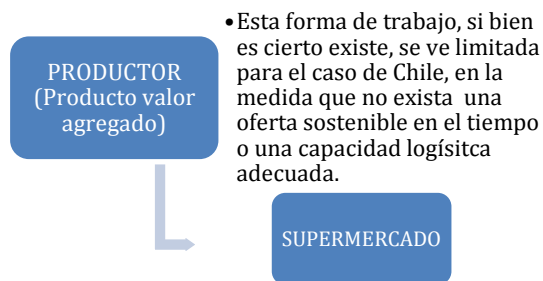 PRODUCTOR
(Producto valor
agregado)
•Esta forma de trabajo, si bien
es cierto existe, se ve limitada
para el caso de Chile, en la
medida que no exista una
oferta sostenible en el tiempo
o una capacidad logísitca
adecuada.
SUPERMERCADO